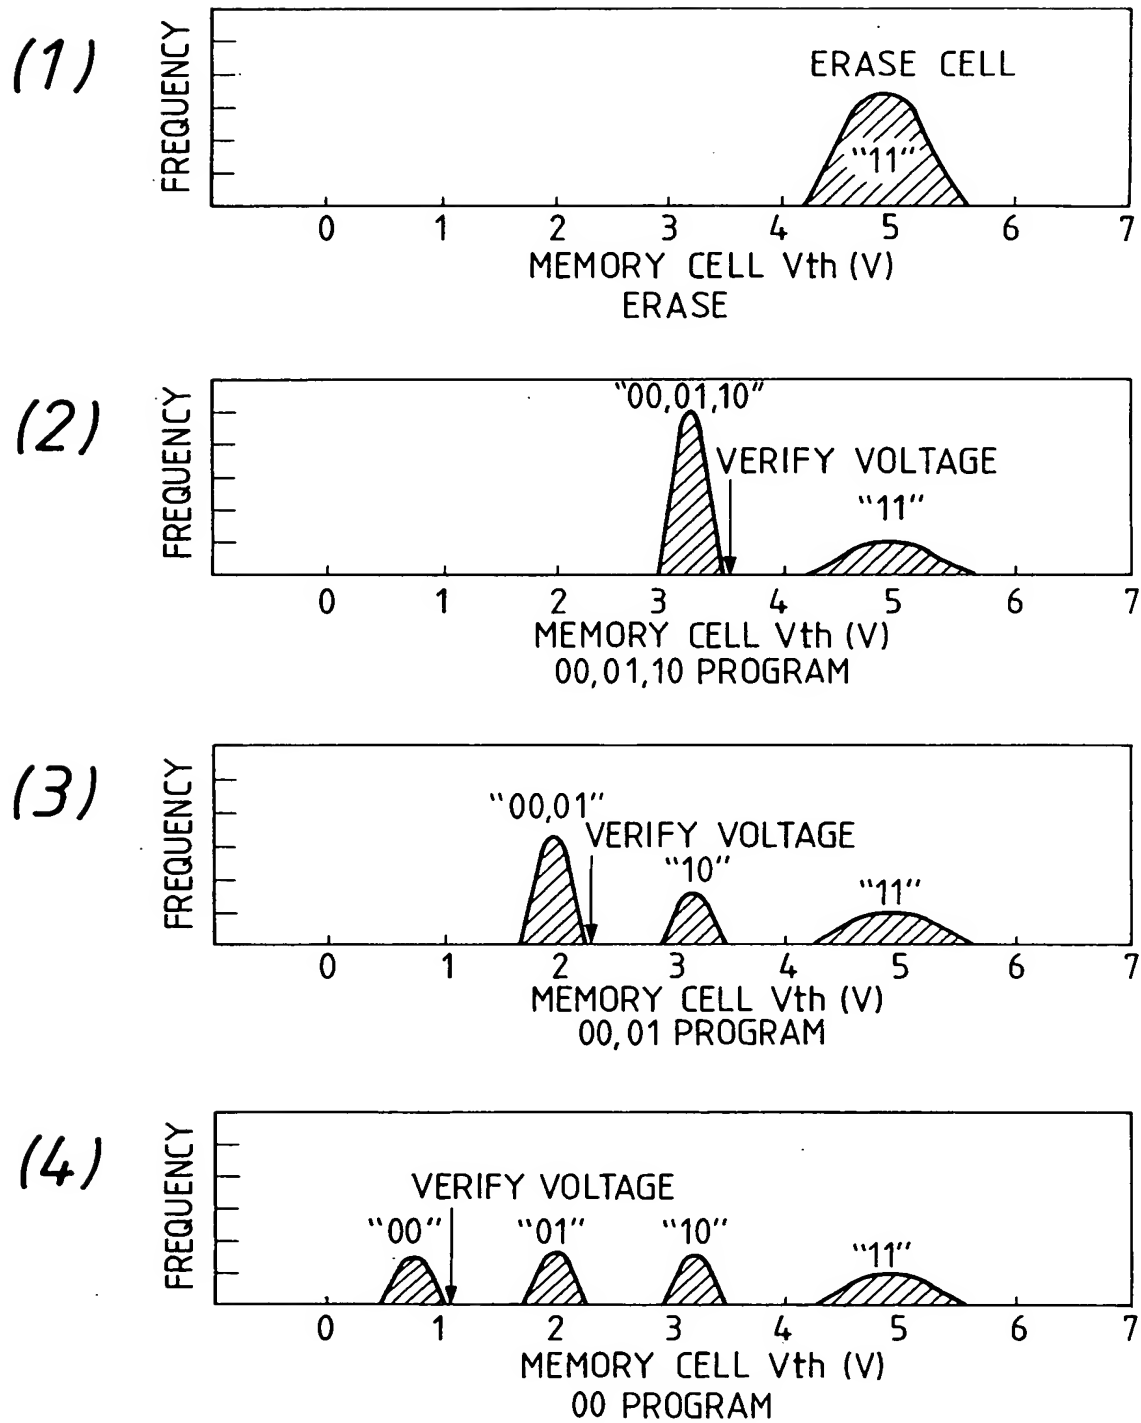 (1)
FREQUENCY
ERASE CELL
"11"
0 1 2 3 4 5 6 7
MEMORY CELL Vth (V)
ERASE
(2)
FREQUENCY
"00,01,10"
VERIFY VOLTAGE
"11"
0 1 2 3 4 5 6 7
MEMORY CELL Vth (V)
00,01,10 PROGRAM
(3)
FREQUENCY
"00,01"
VERIFY VOLTAGE
"10"
"11"
0 1 2 3 4 5 6 7
MEMORY CELL Vth (V)
00,01 PROGRAM
(4)
FREQUENCY
VERIFY VOLTAGE
"00" "01" "10" "11"
0 1 2 3 4 5 6 7
MEMORY CELL Vth (V)
00 PROGRAM